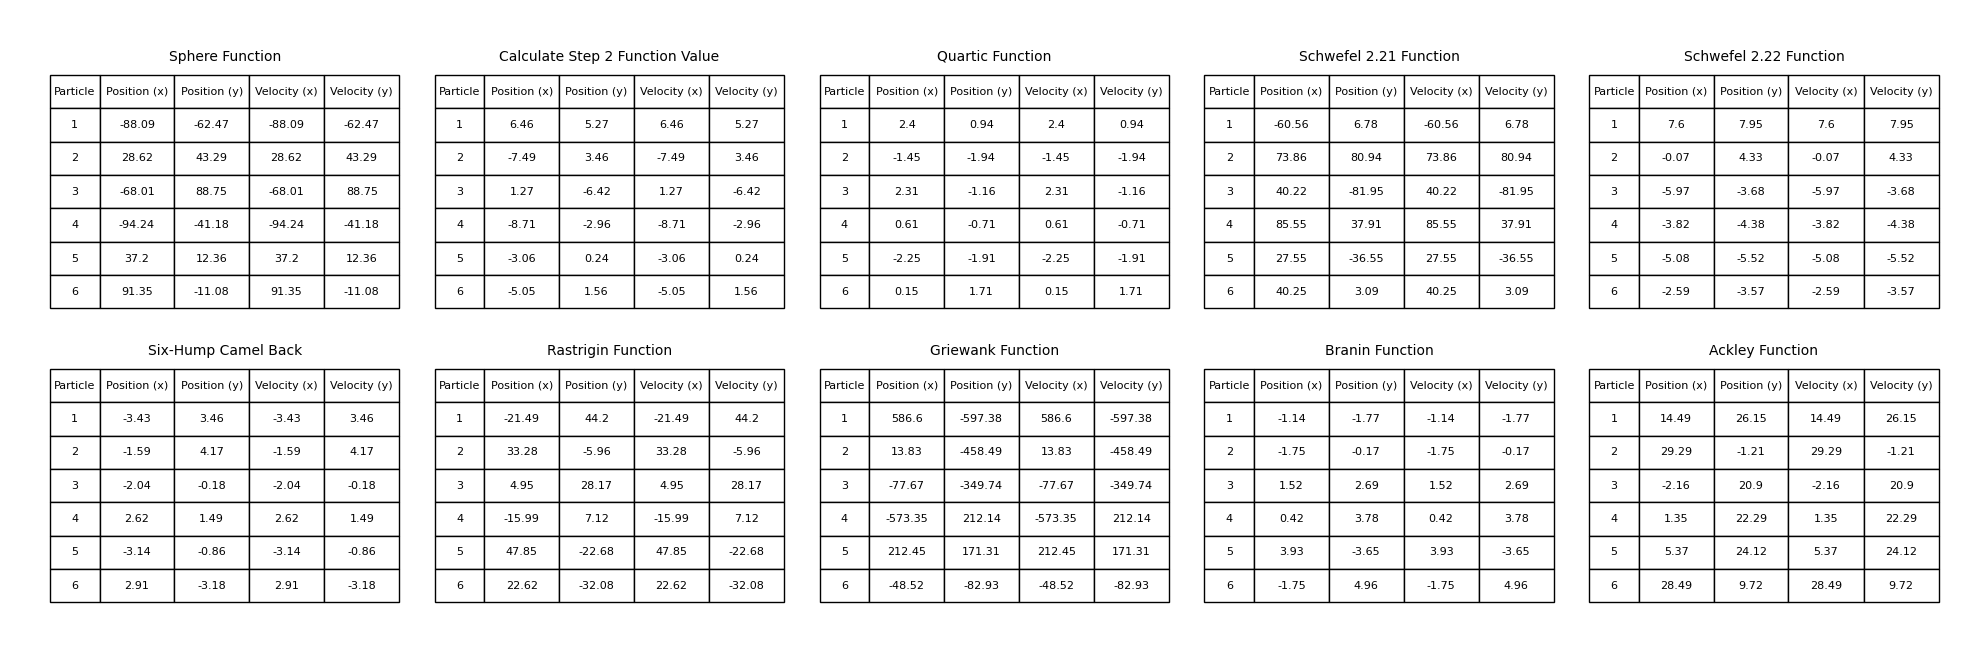 Sphere Function
Particle Position (x) Position (y) Velocity (x) Velocity (y)
1 -88.09 -62.47 -88.09 -62.47
2 28.62 43.29 28.62 43.29
3 -68.01 88.75 -68.01 88.75
4 -94.24 -41.18 -94.24 -41.18
5 37.2 12.36 37.2 12.36
6 91.35 -11.08 91.35 -11.08
Calculate Step 2 Function Value
Particle Position (x) Position (y) Velocity (x) Velocity (y)
1 6.46 5.27 6.46 5.27
2 -7.49 3.46 -7.49 3.46
3 1.27 -6.42 1.27 -6.42
4 -8.71 -2.96 -8.71 -2.96
5 -3.06 0.24 -3.06 0.24
6 -5.05 1.56 -5.05 1.56
Quartic Function
Particle Position (x) Position (y) Velocity (x) Velocity (y)
1 2.4 0.94 2.4 0.94
2 -1.45 -1.94 -1.45 -1.94
3 2.31 -1.16 2.31 -1.16
4 0.61 -0.71 0.61 -0.71
5 -2.25 -1.91 -2.25 -1.91
6 0.15 1.71 0.15 1.71
Schwefel 2.21 Function
Particle Position (x) Position (y) Velocity (x) Velocity (y)
1 -60.56 6.78 -60.56 6.78
2 73.86 80.94 73.86 80.94
3 40.22 -81.95 40.22 -81.95
4 85.55 37.91 85.55 37.91
5 27.55 -36.55 27.55 -36.55
6 40.25 3.09 40.25 3.09
Schwefel 2.22 Function
Particle Position (x) Position (y) Velocity (x) Velocity (y)
1 7.6 7.95 7.6 7.95
2 -0.07 4.33 -0.07 4.33
3 -5.97 -3.68 -5.97 -3.68
4 -3.82 -4.38 -3.82 -4.38
5 -5.08 -5.52 -5.08 -5.52
6 -2.59 -3.57 -2.59 -3.57
Six-Hump Camel Back
Particle Position (x) Position (y) Velocity (x) Velocity (y)
1 -3.43 3.46 -3.43 3.46
2 -1.59 4.17 -1.59 4.17
3 -2.04 -0.18 -2.04 -0.18
4 2.62 1.49 2.62 1.49
5 -3.14 -0.86 -3.14 -0.86
6 2.91 -3.18 2.91 -3.18
Rastrigin Function
Particle Position (x) Position (y) Velocity (x) Velocity (y)
1 -21.49 44.2 -21.49 44.2
2 33.28 -5.96 33.28 -5.96
3 4.95 28.17 4.95 28.17
4 -15.99 7.12 -15.99 7.12
5 47.85 -22.68 47.85 -22.68
6 22.62 -32.08 22.62 -32.08
Griewank Function
Particle Position (x) Position (y) Velocity (x) Velocity (y)
1 586.6 -597.38 586.6 -597.38
2 13.83 -458.49 13.83 -458.49
3 -77.67 -349.74 -77.67 -349.74
4 -573.35 212.14 -573.35 212.14
5 212.45 171.31 212.45 171.31
6 -48.52 -82.93 -48.52 -82.93
Branin Function
Particle Position (x) Position (y) Velocity (x) Velocity (y)
1 -1.14 -1.77 -1.14 -1.77
2 -1.75 -0.17 -1.75 -0.17
3 1.52 2.69 1.52 2.69
4 0.42 3.78 0.42 3.78
5 3.93 -3.65 3.93 -3.65
6 -1.75 4.96 -1.75 4.96
Ackley Function
Particle Position (x) Position (y) Velocity (x) Velocity (y)
1 14.49 26.15 14.49 26.15
2 29.29 -1.21 29.29 -1.21
3 -2.16 20.9 -2.16 20.9
4 1.35 22.29 1.35 22.29
5 5.37 24.12 5.37 24.12
6 28.49 9.72 28.49 9.72